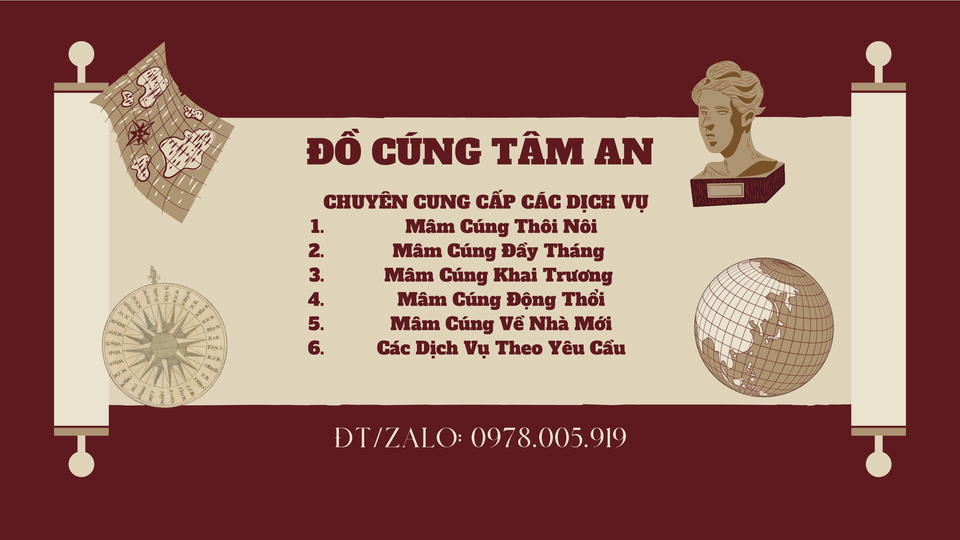 ĐỒ CÚNG TÂM AN
CHUYÊN CUNG CẤP CÁC DỊCH VỤ
1. Mâm Cúng Thôi Nôi
2. Mâm Cúng Đầy Tháng
3. Mâm Cúng Khai Trương
4. Mâm Cúng Động Thổi
5. Mâm Cúng Về Nhà Mới
6. Các Dịch Vụ Theo Yêu Cầu
ĐT/ZALO: 0978.005.919